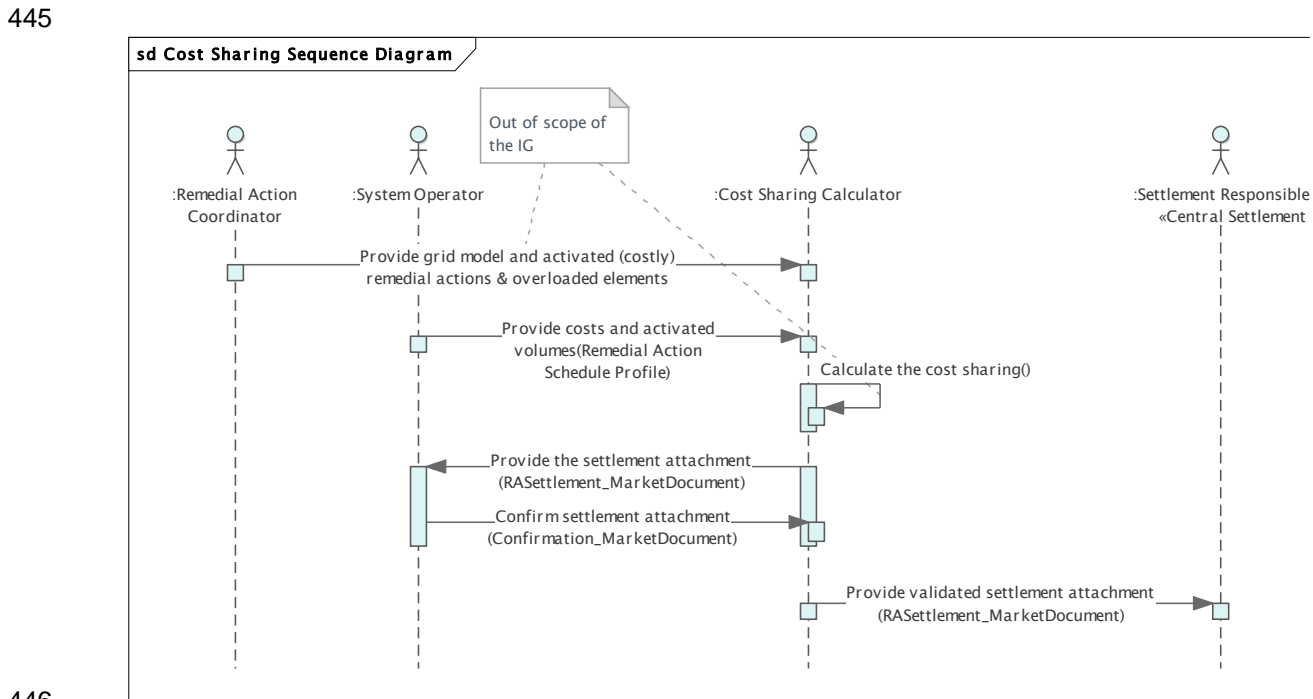 445
sd Cost Sharing Sequence Diagram
Out of scope of
the IG
:Remedial Action
Coordinator
:System Operator
:Cost Sharing Calculator
:Settlement Responsible
«Central Settlement
Provide grid model and activated (costly)
remedial actions & overloaded elements
Provide costs and activated
volumes(Remedial Action
Schedule Profile)
Calculate the cost sharing()
Provide the settlement attachment
(RASettlement_MarketDocument)
Confirm settlement attachment
(Confirmation_MarketDocument)
Provide validated settlement attachment
(RASettlement_MarketDocument)
446